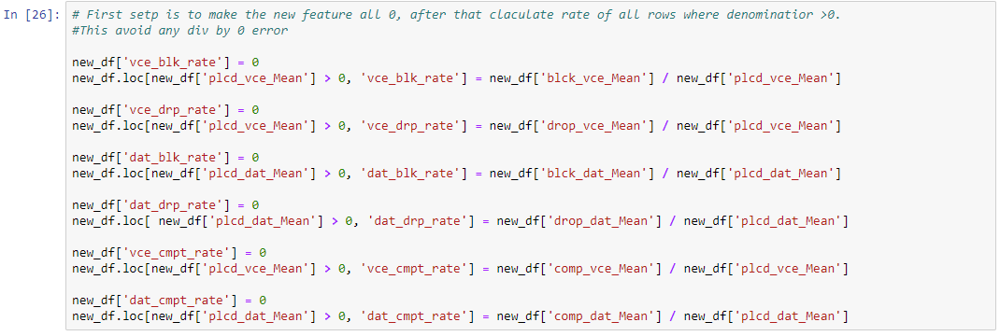 In [26]: # First setp is to make the new feature all 0, after that claculate rate of all rows where denominatior >0.
#This avoid any div by 0 error
new_df['vce_blk_rate'] = 0
new_df.loc[new_df['plcd_vce_Mean'] > 0, 'vce_blk_rate'] = new_df['blck_vce_Mean'] / new_df['plcd_vce_Mean']
new_df['vce_drp_rate'] = 0
new_df.loc[new_df['plcd_vce_Mean'] > 0, 'vce_drp_rate'] = new_df['drop_vce_Mean'] / new_df['plcd_vce_Mean']
new_df['dat_blk_rate'] = 0
new_df.loc[new_df['plcd_dat_Mean'] > 0, 'dat_blk_rate'] = new_df['blck_dat_Mean'] / new_df['plcd_dat_Mean']
new_df['dat_drp_rate'] = 0
new_df.loc[ new_df['plcd_dat_Mean'] > 0, 'dat_drp_rate'] = new_df['drop_dat_Mean'] / new_df['plcd_dat_Mean']
new_df['vce_cmpt_rate'] = 0
new_df.loc[new_df['plcd_vce_Mean'] > 0, 'vce_cmpt_rate'] = new_df['comp_vce_Mean'] / new_df['plcd_vce_Mean']
new_df['dat_cmpt_rate'] = 0
new_df.loc[new_df['plcd_dat_Mean'] > 0, 'dat_cmpt_rate'] = new_df['comp_dat_Mean'] / new_df['plcd_dat_Mean']